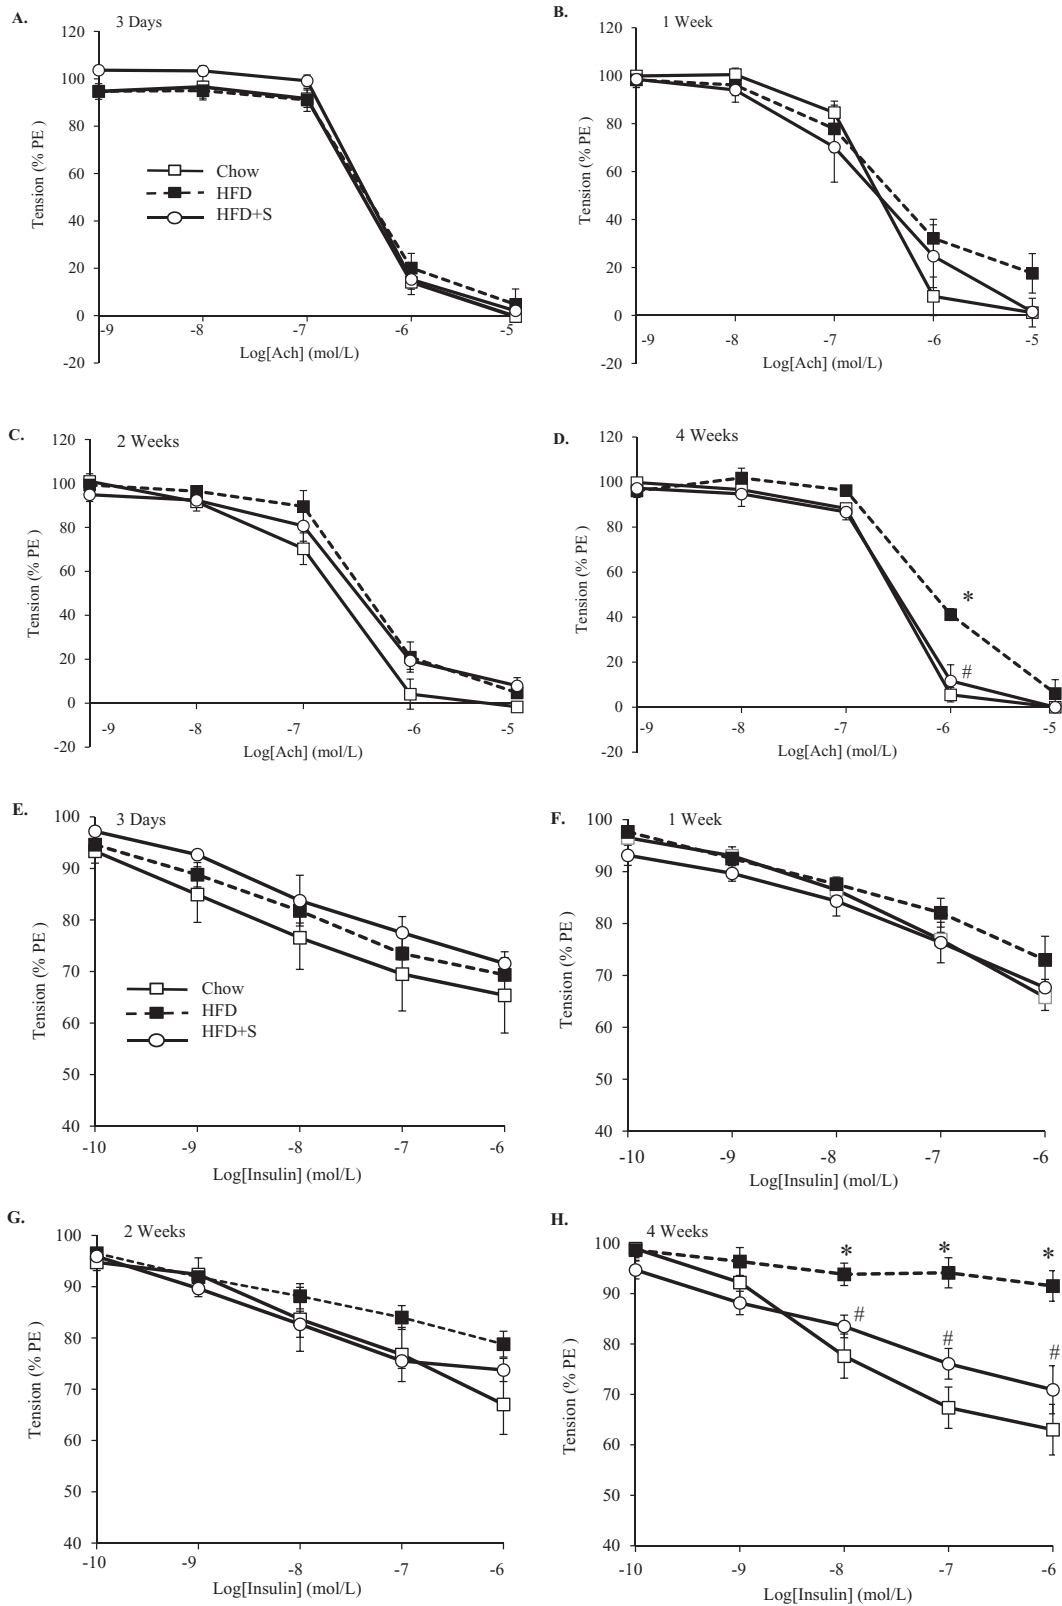 A.
3 Days
Tension (% PE )
120
100
80
60
40
20
0
-20
Chow
HFD
HFD+S
-9
-8
-7
-6
-5
Log[Ach] (mol/L)
B.
1 Week
Tension (% PE )
120
100
80
60
40
20
0
-20
-9
-8
-7
-6
-5
Log[Ach] (mol/L)
C.
2 Weeks
Tension (% PE )
120
100
80
60
40
20
0
-20
-9
-8
-7
-6
-5
Log[Ach] (mol/L)
D.
4 Weeks
Tension (% PE )
120
100
80
60
40
20
0
-20
*
#
-9
-8
-7
-6
-5
Log[Ach] (mol/L)
E.
3 Days
Tension (% PE )
100
90
80
70
60
50
40
Chow
HFD
HFD+S
-10
-9
-8
-7
-6
Log[Insulin] (mol/L)
F.
1 Week
Tension (% PE )
100
90
80
70
60
50
40
-10
-9
-8
-7
-6
Log[Insulin] (mol/L)
G.
2 Weeks
Tension (% PE )
100
90
80
70
60
50
40
-10
-9
-8
-7
-6
Log[Insulin] (mol/L)
H.
4 Weeks
Tension (% PE )
100
90
80
70
60
50
40
*
*
*
#
#
#
-10
-9
-8
-7
-6
Log[Insulin] (mol/L)